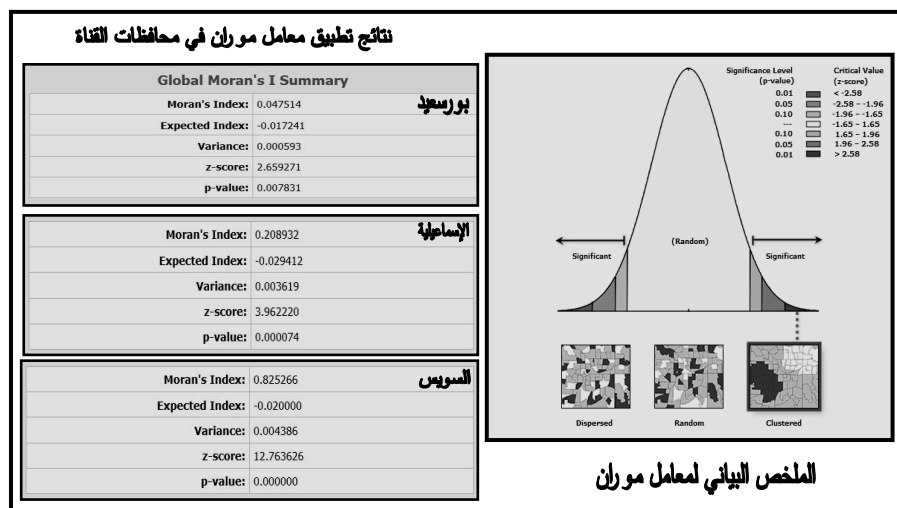 نتائج تطبيق معامل موران في محافظات القناة
Global Moran's I Summary
بورسعيد
Moran's Index: 0.047514
Expected Index: -0.017241
Variance: 0.000593
z-score: 2.659271
p-value: 0.007831
الإسماعيلية
Moran's Index: 0.208932
Expected Index: -0.029412
Variance: 0.003619
z-score: 3.962220
p-value: 0.000074
السويس
Moran's Index: 0.825266
Expected Index: -0.020000
Variance: 0.004386
z-score: 12.763626
p-value: 0.000000
Significance Level (p-value) Critical Value (z-score)
0.01 < -2.58
0.05 -2.58 – -1.96
0.10 -1.96 – -1.65
--- -1.65 – 1.65
0.10 1.65 – 1.96
0.05 1.96 – 2.58
0.01 > 2.58
(Random)
Significant Significant
Dispersed Random Clustered
الملخص البياني لمعامل موران